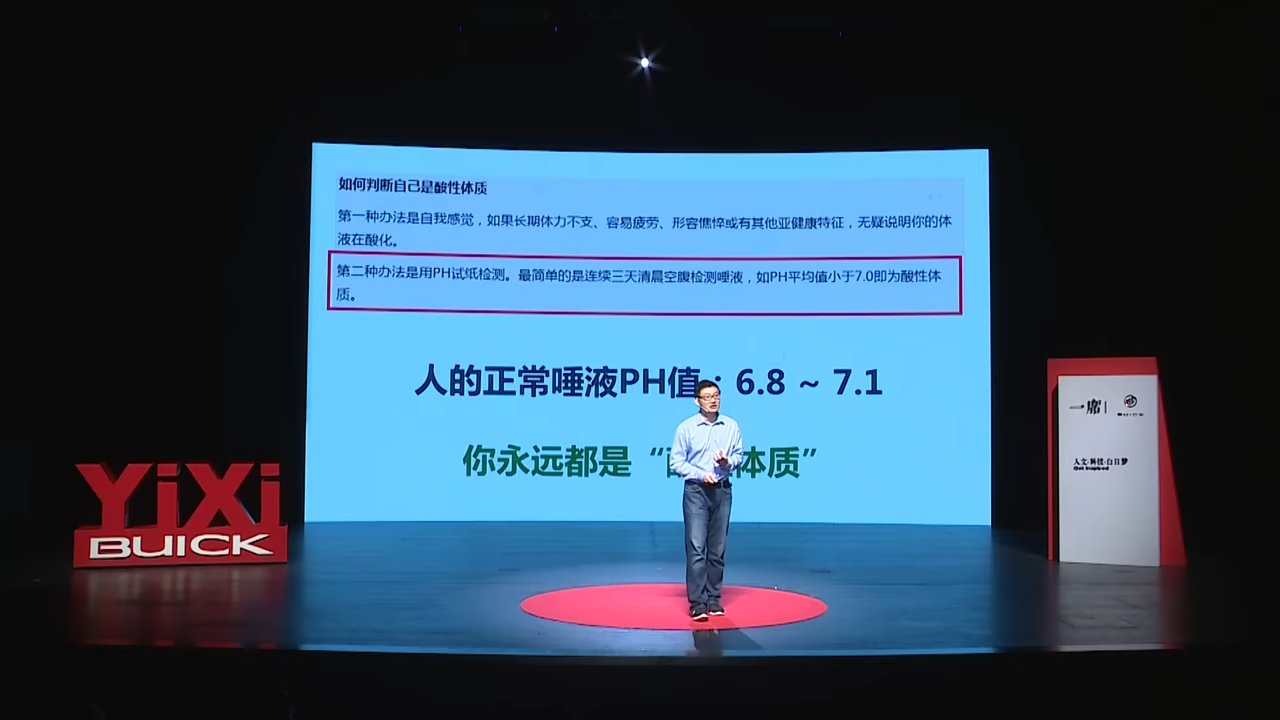 如何判断自己是酸性体质
第一种办法是自我感觉，如果长期体力不支、容易疲劳、形容憔悴或有其他亚健康特征，无疑说明你的体
液在酸化。
第二种办法是用PH试纸检测。最简单的是连续三天清晨空腹检测唾液，如PH平均值小于7.0即为酸性体
质。
人的正常唾液PH值：6.8 ~ 7.1
你永远都是“体质”
YiXi
BUICK
一席
BUICK
人文·科技·白日梦
Get Inspired